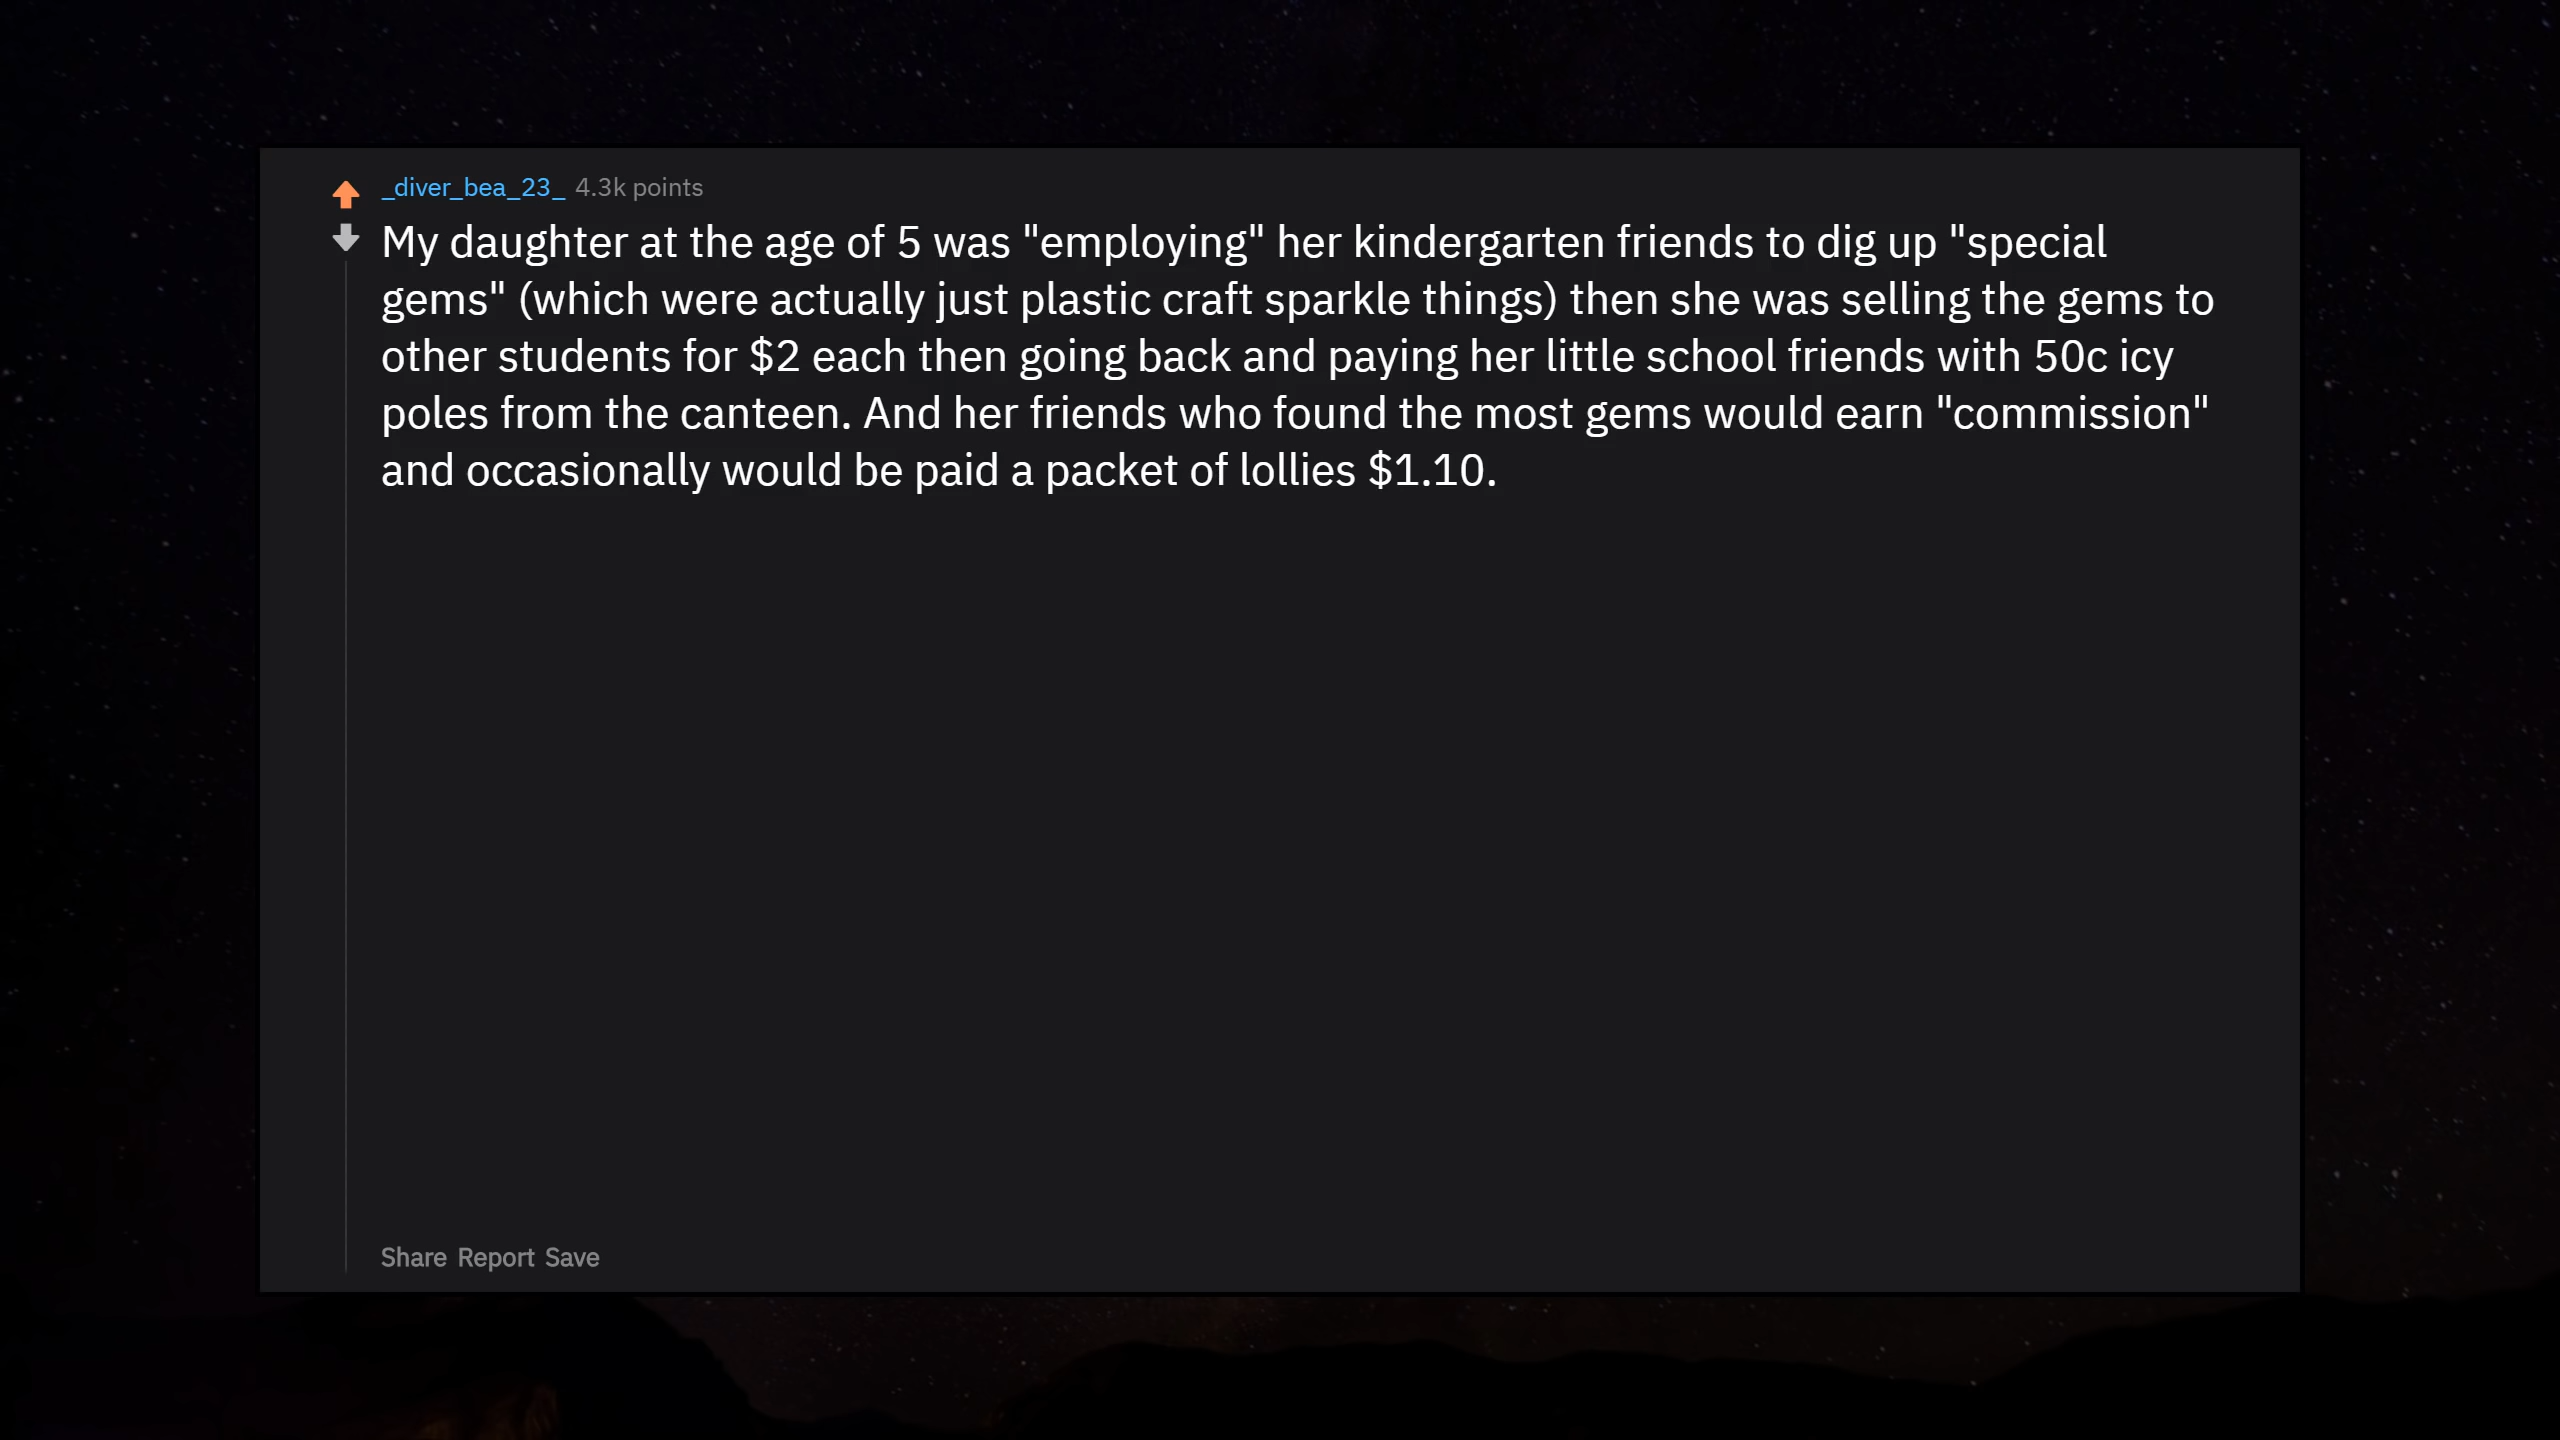 _diver_bea_23_ 4.3k points
My daughter at the age of 5 was "employing" her kindergarten friends to dig up "special
gems" (which were actually just plastic craft sparkle things) then she was selling the gems to
other students for $2 each then going back and paying her little school friends with 50c icy
poles from the canteen. And her friends who found the most gems would earn "commission"
and occasionally would be paid a packet of lollies $1.10.
Share Report Save